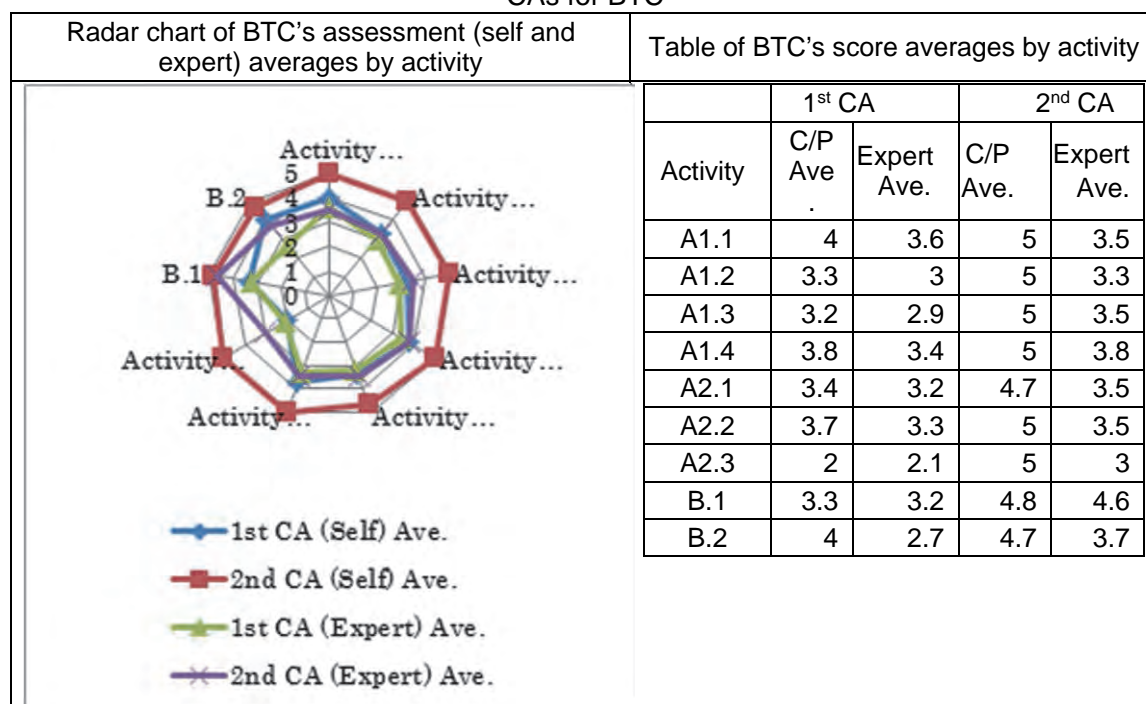 CAs for BTC
Radar chart of BTC's assessment (self and
expert) averages by activity
Table of BTC's score averages by activity
Activity...
5
4
3
2
1
0
Activity...
Activity...
Activity...
Activity...
Activity...
Activity...
B.1
B.2
1st CA (Self) Ave.
2nd CA (Self) Ave.
1st CA (Expert) Ave.
2nd CA (Expert) Ave.
1st CA 2nd CA
Activity C/P Ave . Expert Ave. C/P Ave. Expert Ave.
A1.1 4 3.6 5 3.5
A1.2 3.3 3 5 3.3
A1.3 3.2 2.9 5 3.5
A1.4 3.8 3.4 5 3.8
A2.1 3.4 3.2 4.7 3.5
A2.2 3.7 3.3 5 3.5
A2.3 2 2.1 5 3
B.1 3.3 3.2 4.8 4.6
B.2 4 2.7 4.7 3.7